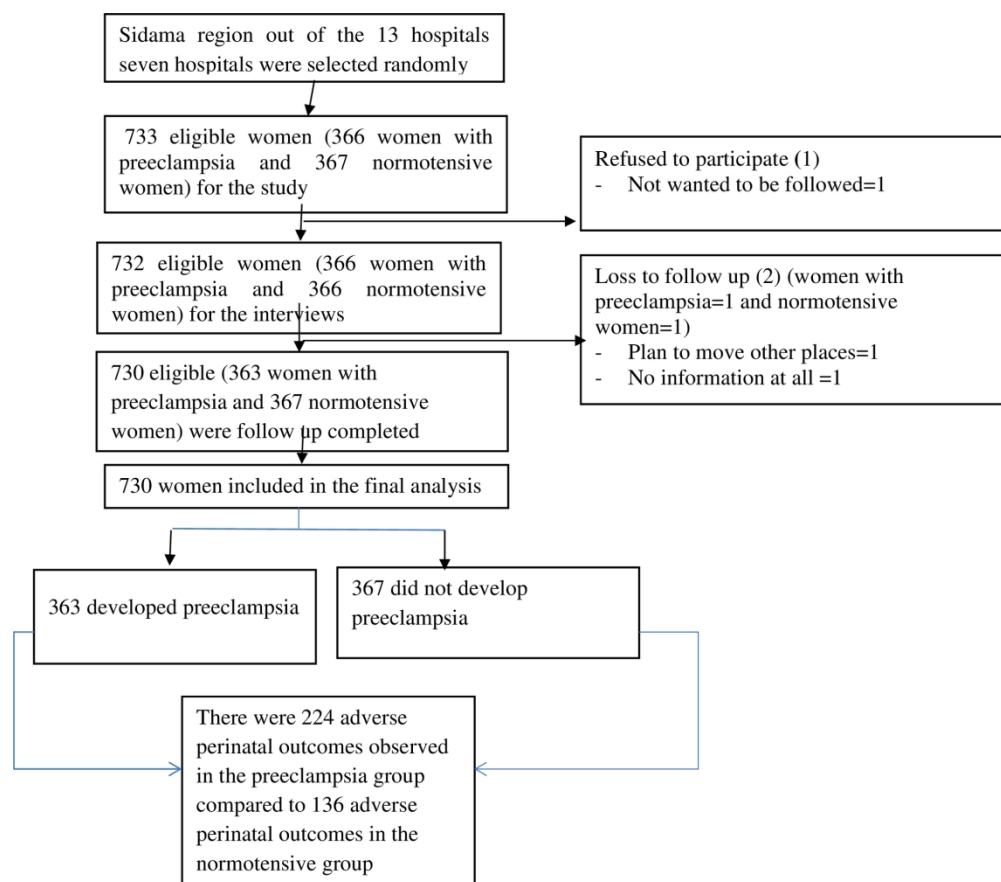 Sidama region out of the 13 hospitals
seven hospitals were selected randomly
733 eligible women (366 women with
preeclampsia and 367 normotensive
women) for the study
Refused to participate (1)
- Not wanted to be followed=1
732 eligible women (366 women with
preeclampsia and 366 normotensive
women) for the interviews
Loss to follow up (2) (women with
preeclampsia=1 and normotensive
women=1)
- Plan to move other places=1
- No information at all =1
730 eligible (363 women with
preeclampsia and 367 normotensive
women) were follow up completed
730 women included in the final analysis
363 developed preeclampsia
367 did not develop
preeclampsia
There were 224 adverse
perinatal outcomes observed
in the preeclampsia group
compared to 136 adverse
perinatal outcomes in the
normotensive group